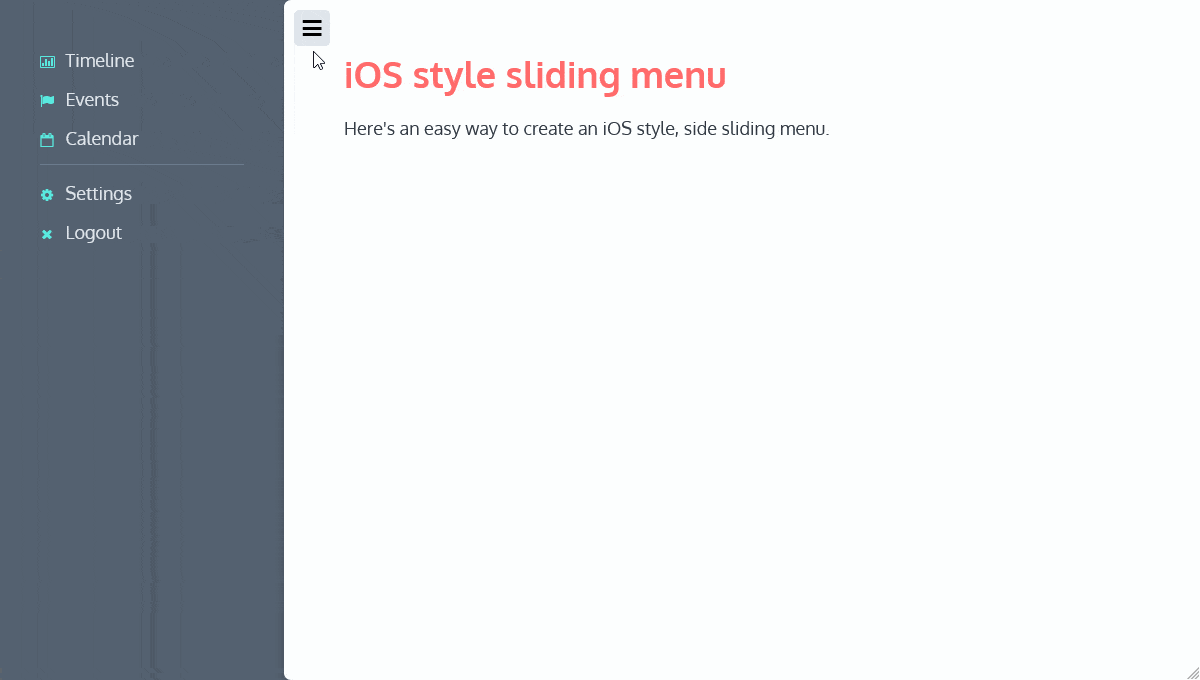 Timeline
Events
Calendar
Settings
Logout
iOS style sliding menu
Here's an easy way to create an iOS style, side sliding menu.